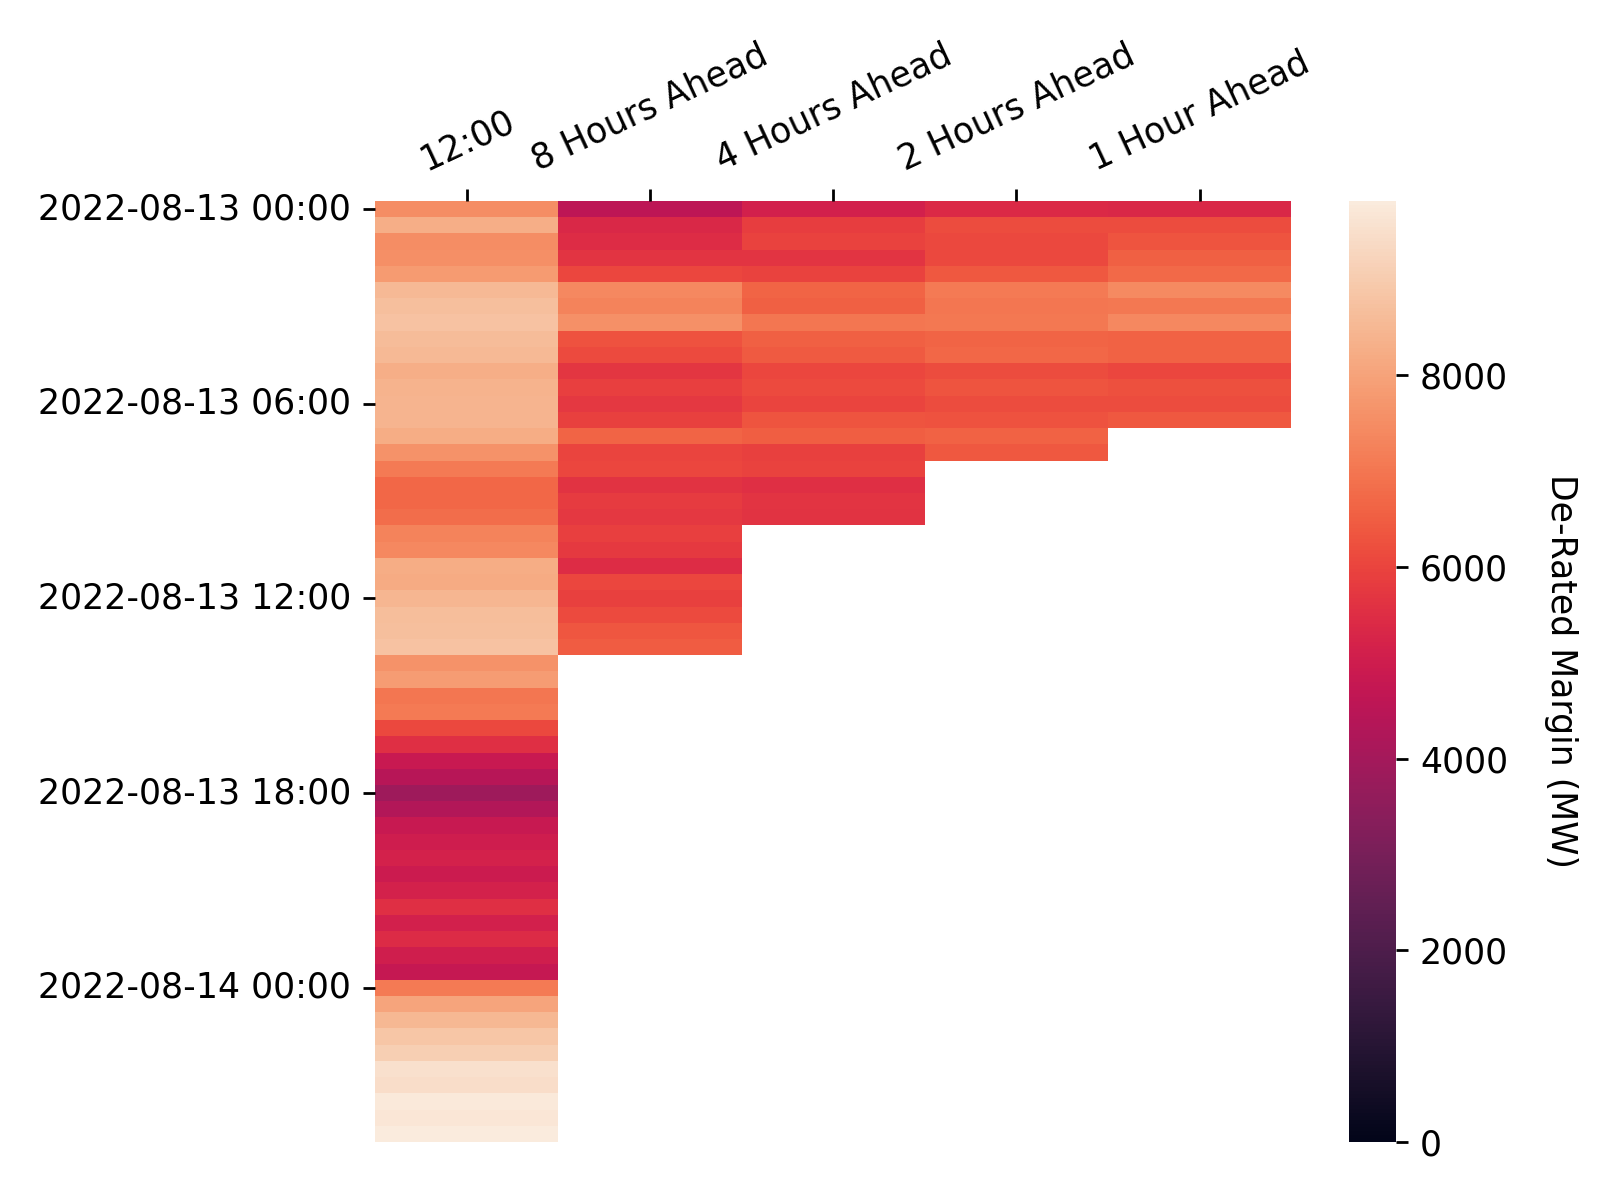 12:00
8 Hours Ahead
4 Hours Ahead
2 Hours Ahead
1 Hour Ahead
2022-08-13 00:00
2022-08-13 06:00
2022-08-13 12:00
2022-08-13 18:00
2022-08-14 00:00
8000
6000
4000
2000
0
De-Rated Margin (MW)